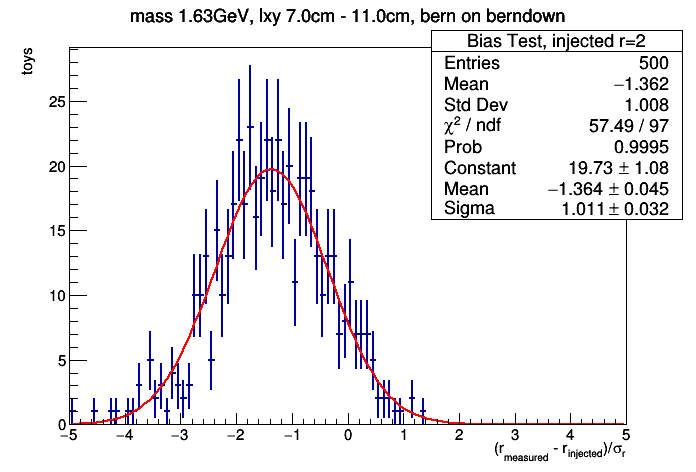 mass 1.63GeV, lxy 7.0cm - 11.0cm, bern on berndown
Bias Test, injected r=2
Entries 500
Mean −1.362
Std Dev 1.008
χ² / ndf 57.49 / 97
Prob 0.9995
Constant 19.73 ± 1.08
Mean −1.364 ± 0.045
Sigma 1.011 ± 0.032
toys
25
20
15
10
5
0
−5 −4 −3 −2 −1 0 1 2 3 4 5
(r_measured - r_injected)/σ_r